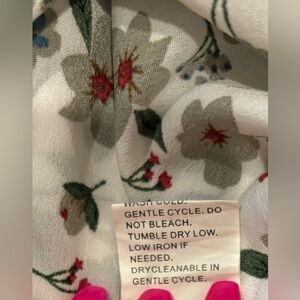 WASH COLD.
GENTLE CYCLE. DO
NOT BLEACH.
TUMBLE DRY LOW.
LOW IRON IF
NEEDED.
DRYCLEANABLE IN
GENTLE CYCLE.